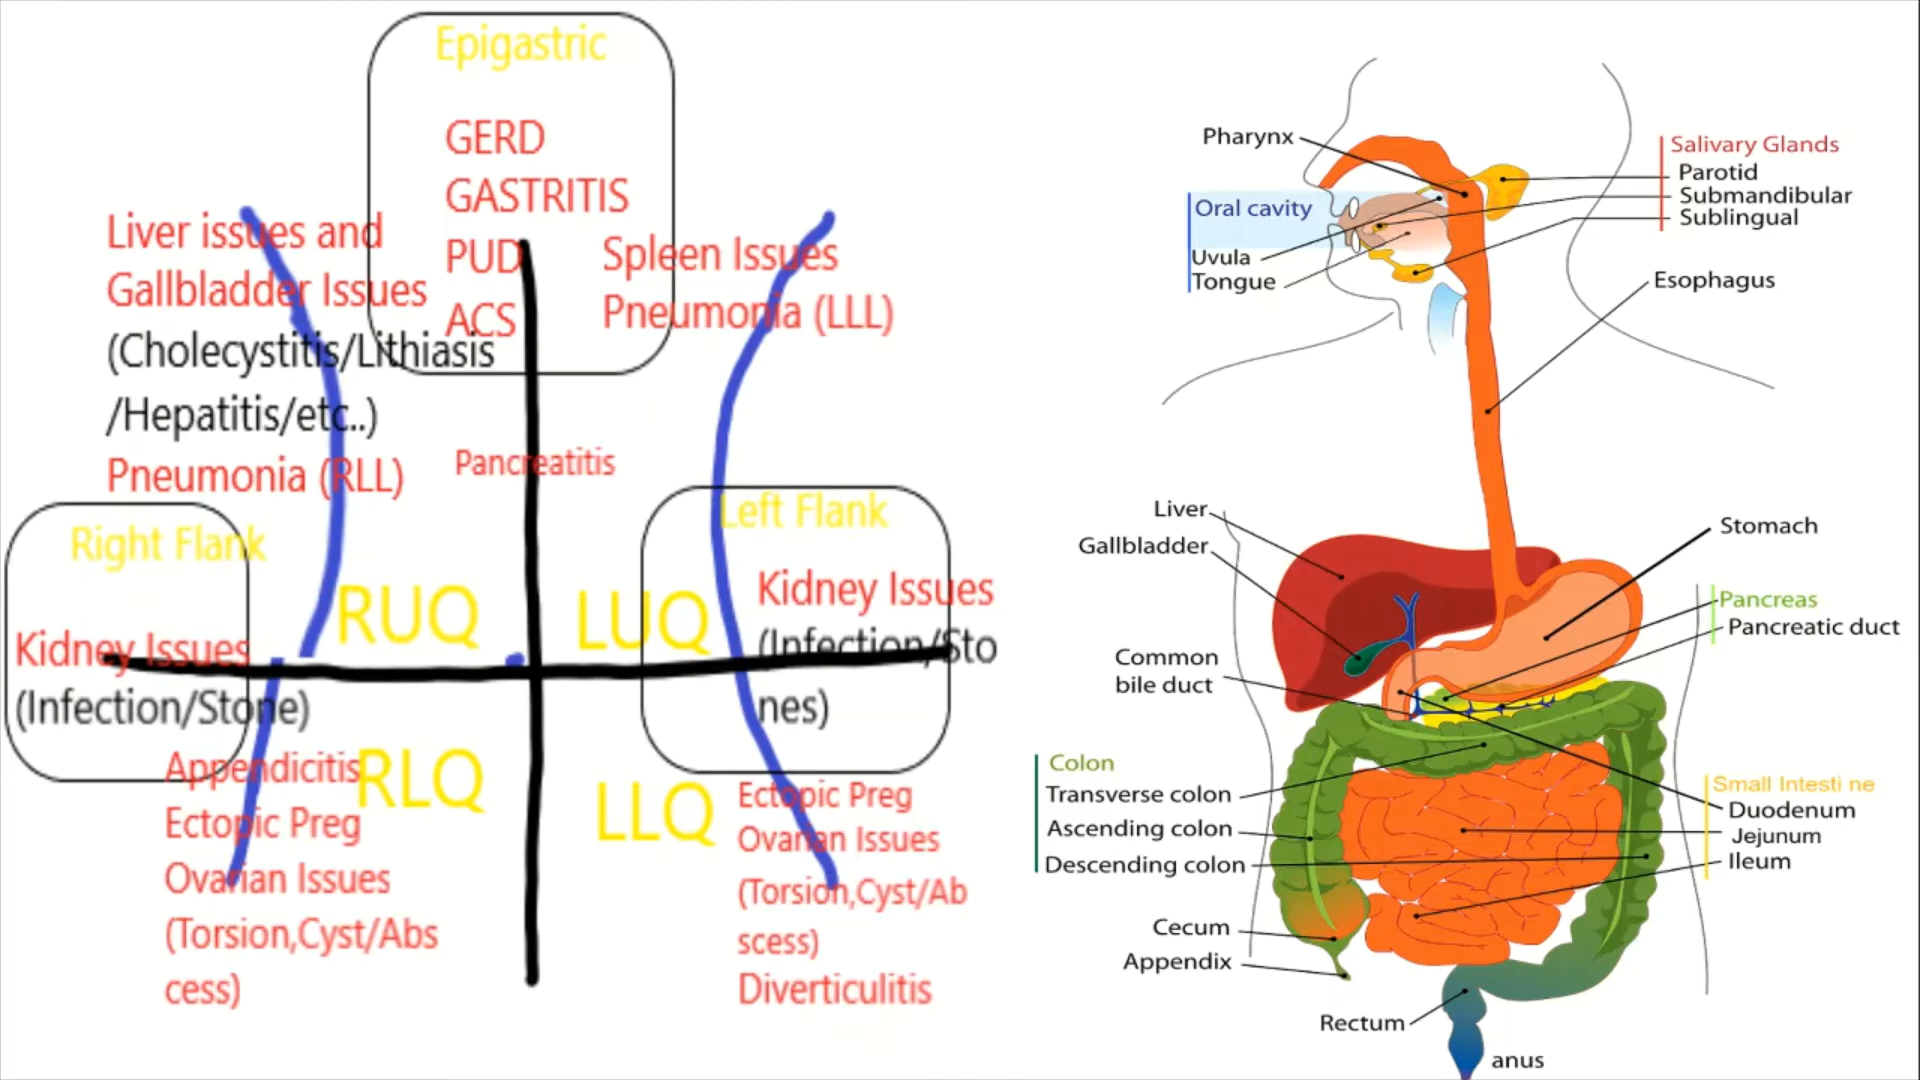 Epigastric
GERD
GASTRITIS
PUD
ACS
Liver issues and
Gallbladder Issues
(Cholecystitis/Lithiasis
/Hepatitis/etc..)
Pneumonia (RLL)
Spleen Issues
Pneumonia (LLL)
Pancreatitis
Right Flank
Kidney Issues
(Infection/Stone)
Left Flank
Kidney Issues
(Infection/Sto
nes)
RUQ
LUQ
RLQ
LLQ
Appendicitis
Ectopic Preg
Ovarian Issues
(Torsion,Cyst/Abs
cess)
Ectopic Preg
Ovarian Issues
(Torsion,Cyst/Ab
scess)
Diverticulitis
Pharynx
Oral cavity
Uvula
Tongue
Salivary Glands
Parotid
Submandibular
Sublingual
Esophagus
Liver
Gallbladder
Stomach
Pancreas
Pancreatic duct
Common
bile duct
Colon
Transverse colon
Ascending colon
Descending colon
Small Intesti ne
Duodenum
Jejunum
Ileum
Cecum
Appendix
Rectum
anus